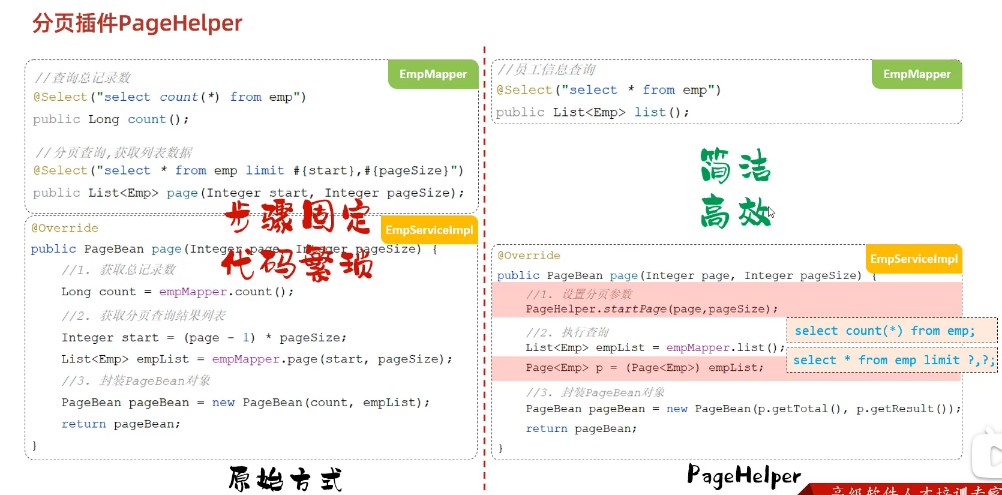 分页插件PageHelper
EmpMapper
//查询总记录数
@Select("select count(*) from emp")
public Long count();
//分页查询,获取列表数据
@Select("select * from emp limit #{start},#{pageSize}")
public List<Emp> page(Integer start, Integer pageSize);
步骤固定
代码繁琐
EmpServiceImpl
@Override
public PageBean page(Integer page, Integer pageSize) {
//1. 获取总记录数
Long count = empMapper.count();
//2. 获取分页查询结果列表
Integer start = (page - 1) * pageSize;
List<Emp> empList = empMapper.page(start, pageSize);
//3. 封装PageBean对象
PageBean pageBean = new PageBean(count, empList);
return pageBean;
}
原始方式
EmpMapper
//员工信息查询
@Select("select * from emp")
public List<Emp> list();
简洁
高效
EmpServiceImpl
@Override
public PageBean page(Integer page, Integer pageSize) {
//1. 设置分页参数
PageHelper.startPage(page,pageSize);
//2. 执行查询
List<Emp> empList = empMapper.list();
Page<Emp> p = (Page<Emp>) empList;
select count(*) from emp;
select * from emp limit ?,?;
//3. 封装PageBean对象
PageBean pageBean = new PageBean(p.getTotal(), p.getResult());
return pageBean;
}
PageHelper
高级软件人才培训专家